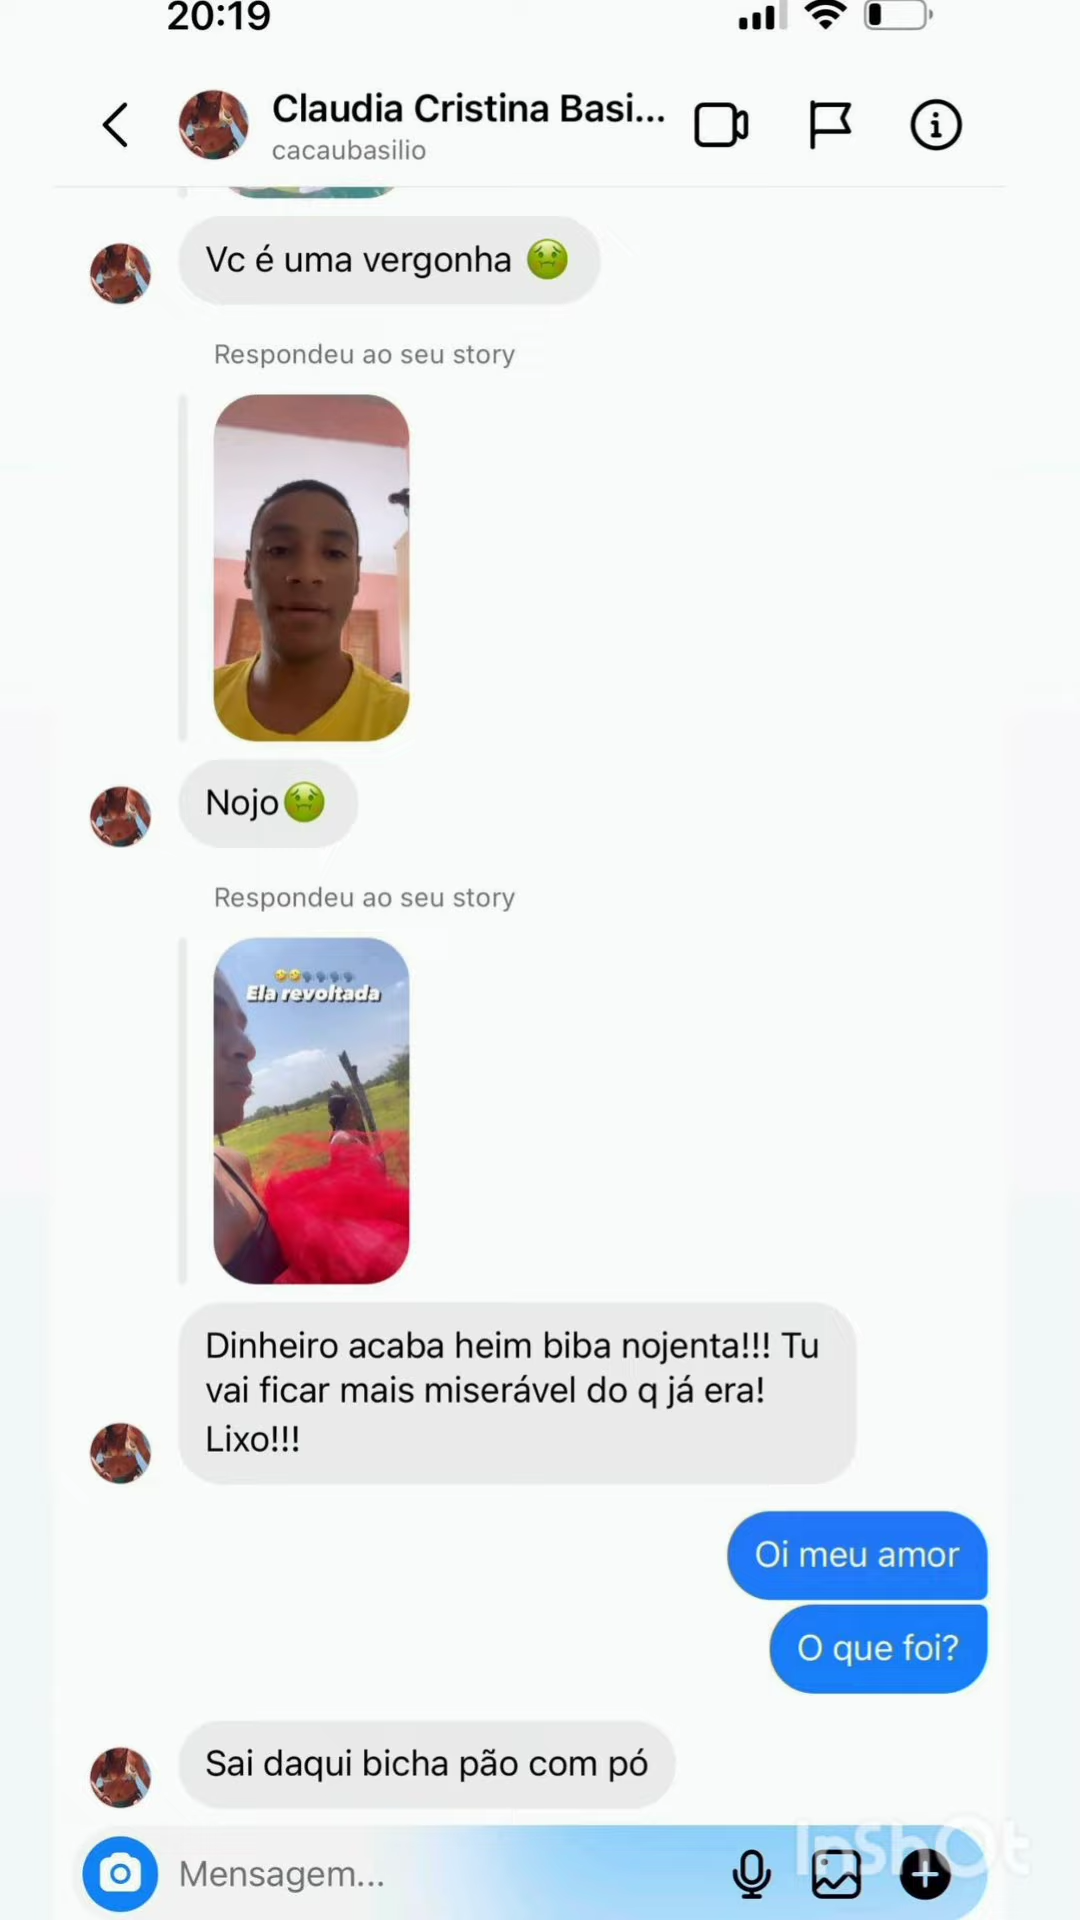 20:19
Claudia Cristina Basi...
cacaubasilio
Vc é uma vergonha 🤢
Respondeu ao seu story
Nojo🤢
Respondeu ao seu story
🤣🤣🗣️🗣️🗣️🗣️
Ela revoltada
Dinheiro acaba heim biba nojenta!!! Tu
vai ficar mais miserável do q já era!
Lixo!!!
Oi meu amor
O que foi?
Sai daqui bicha pão com pó
Mensagem...
InShOt